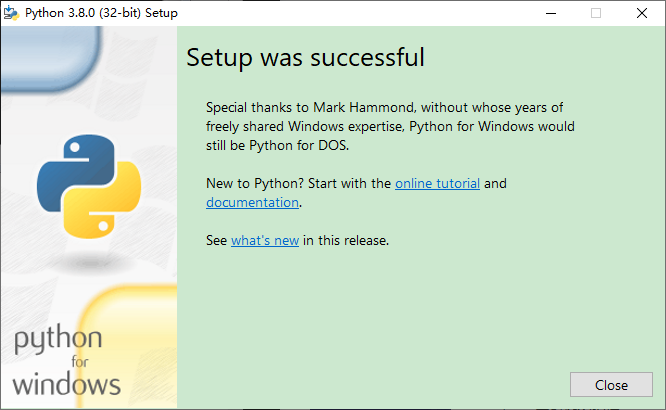 Python 3.8.0 (32-bit) Setup
Setup was successful
Special thanks to Mark Hammond, without whose years of
freely shared Windows expertise, Python for Windows would
still be Python for DOS.
New to Python? Start with the online tutorial and
documentation.
See what's new in this release.
python
for
windows
Close